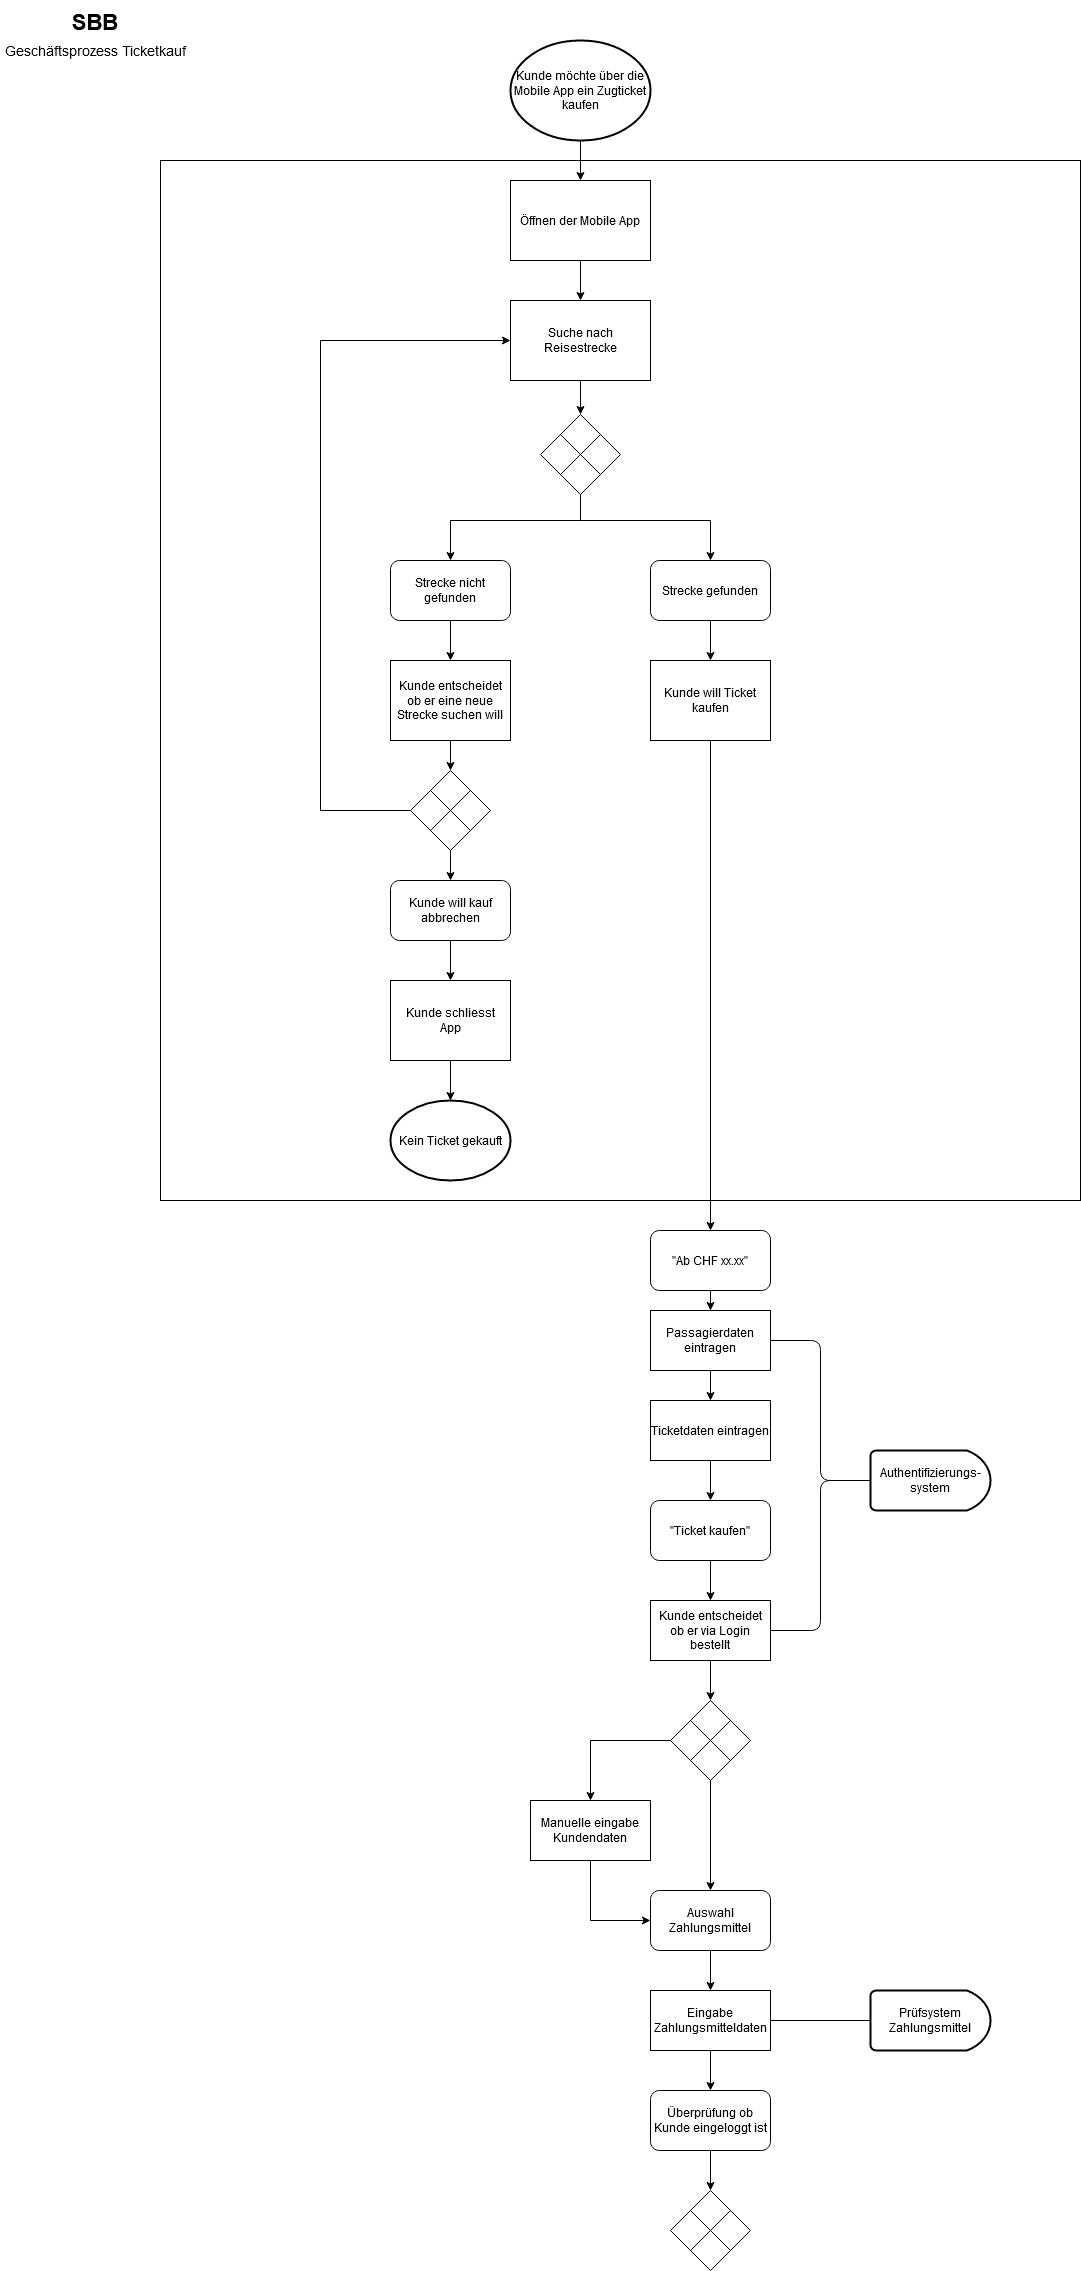 SBB
Geschäftsprozess Ticketkauf
Kunde möchte über die
Mobile App ein Zugticket
kaufen
Öffnen der Mobile App
Suche nach
Reisestrecke
Strecke nicht
gefunden
Strecke gefunden
Kunde entscheidet
ob er eine neue
Strecke suchen will
Kunde will Ticket
kaufen
Kunde will kauf
abbrechen
Kunde schliesst
App
Kein Ticket gekauft
"Ab CHF xx.xx"
Passagierdaten
eintragen
Ticketdaten eintragen
Authentifizierungs-
system
"Ticket kaufen"
Kunde entscheidet
ob er via Login
bestellt
Manuelle eingabe
Kundendaten
Auswahl
Zahlungsmittel
Eingabe
Zahlungsmitteldaten
Prüfsystem
Zahlungsmittel
Überprüfung ob
Kunde eingeloggt ist